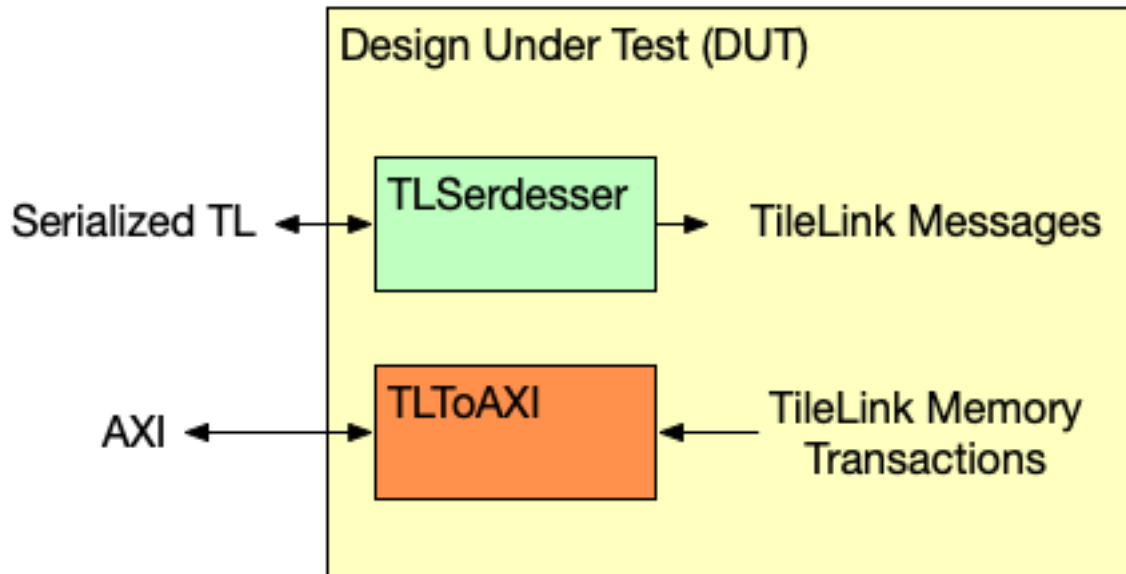 Design Under Test (DUT)
TLSerdesser
Serialized TL
TileLink Messages
TLToAXI
AXI
TileLink Memory
Transactions